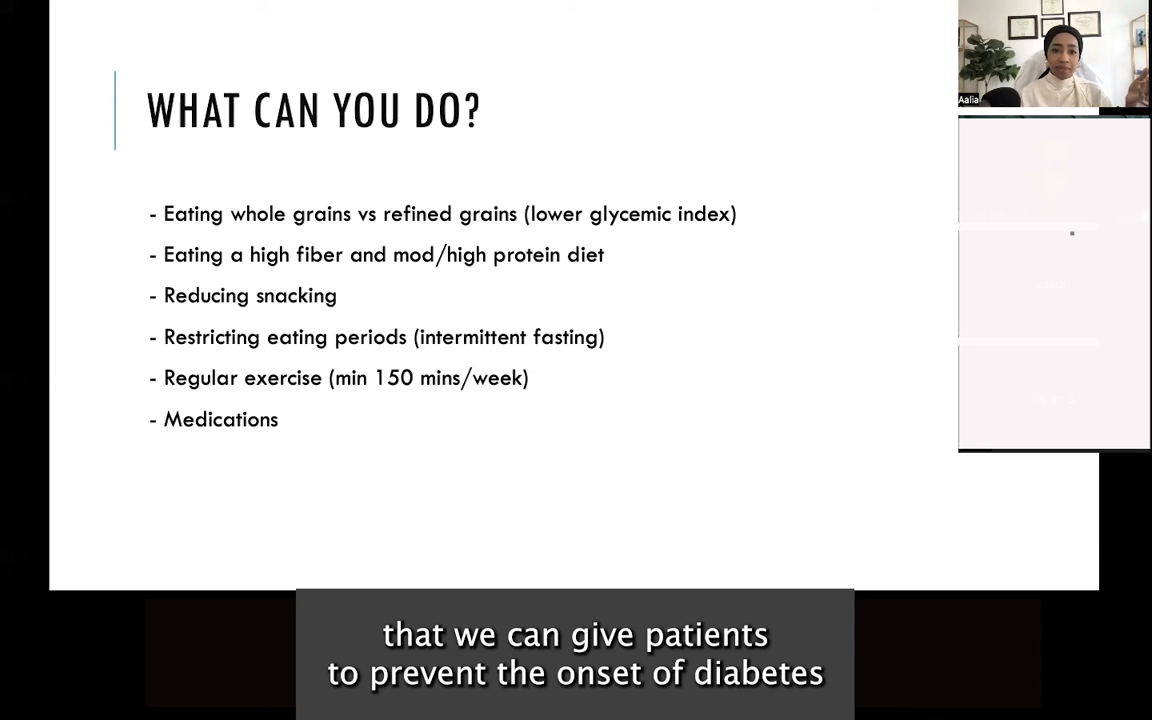 WHAT CAN YOU DO?
- Eating whole grains vs refined grains (lower glycemic index)
- Eating a high fiber and mod/high protein diet
- Reducing snacking
- Restricting eating periods (intermittent fasting)
- Regular exercise (min 150 mins/week)
- Medications
Aalia
that we can give patients
to prevent the onset of diabetes